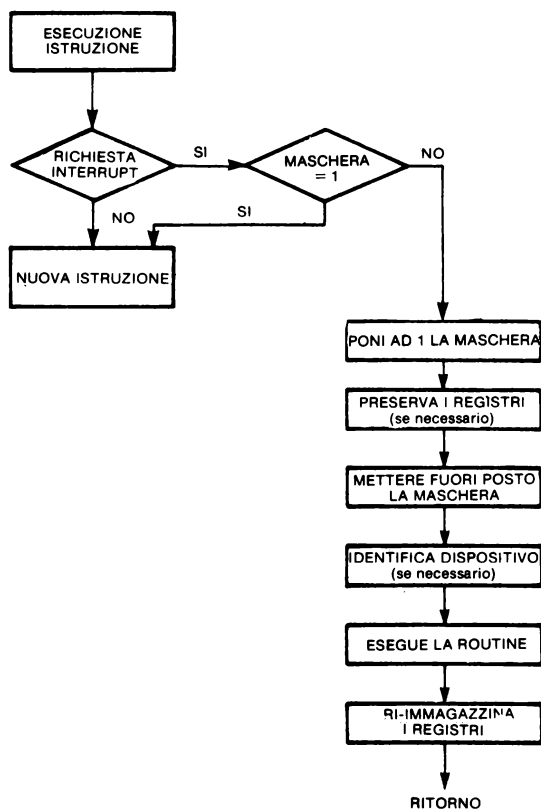 ESECUZIONE
ISTRUZIONE
RICHIESTA
INTERRUPT
SI
MASCHERA
= 1
NO
SI
NO
NUOVA ISTRUZIONE
PONI AD 1 LA MASCHERA
PRESERVA I REGISTRI
(se necessario)
METTERE FUORI POSTO
LA MASCHERA
IDENTIFICA DISPOSITIVO
(se necessario)
ESEGUE LA ROUTINE
RI-IMMAGAZZINA
I REGISTRI
RITORNO